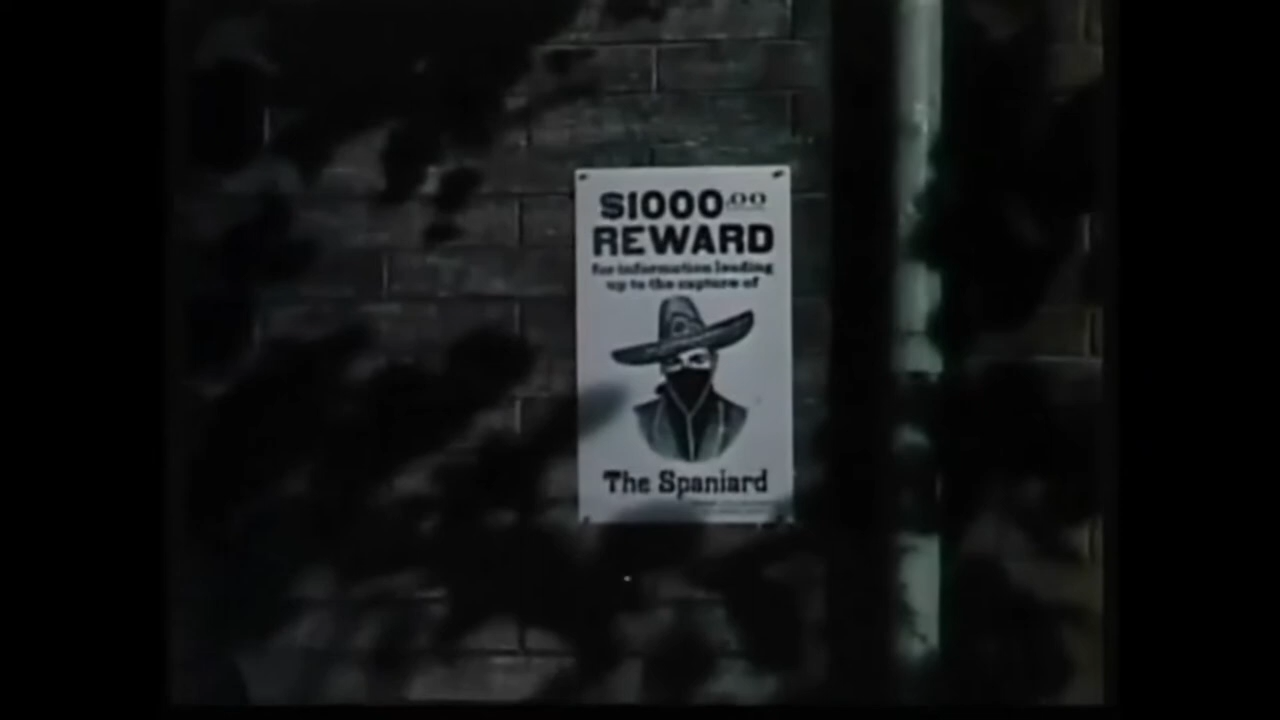 $1000.00
REWARD
for information leading
up to the capture of
The Spaniard